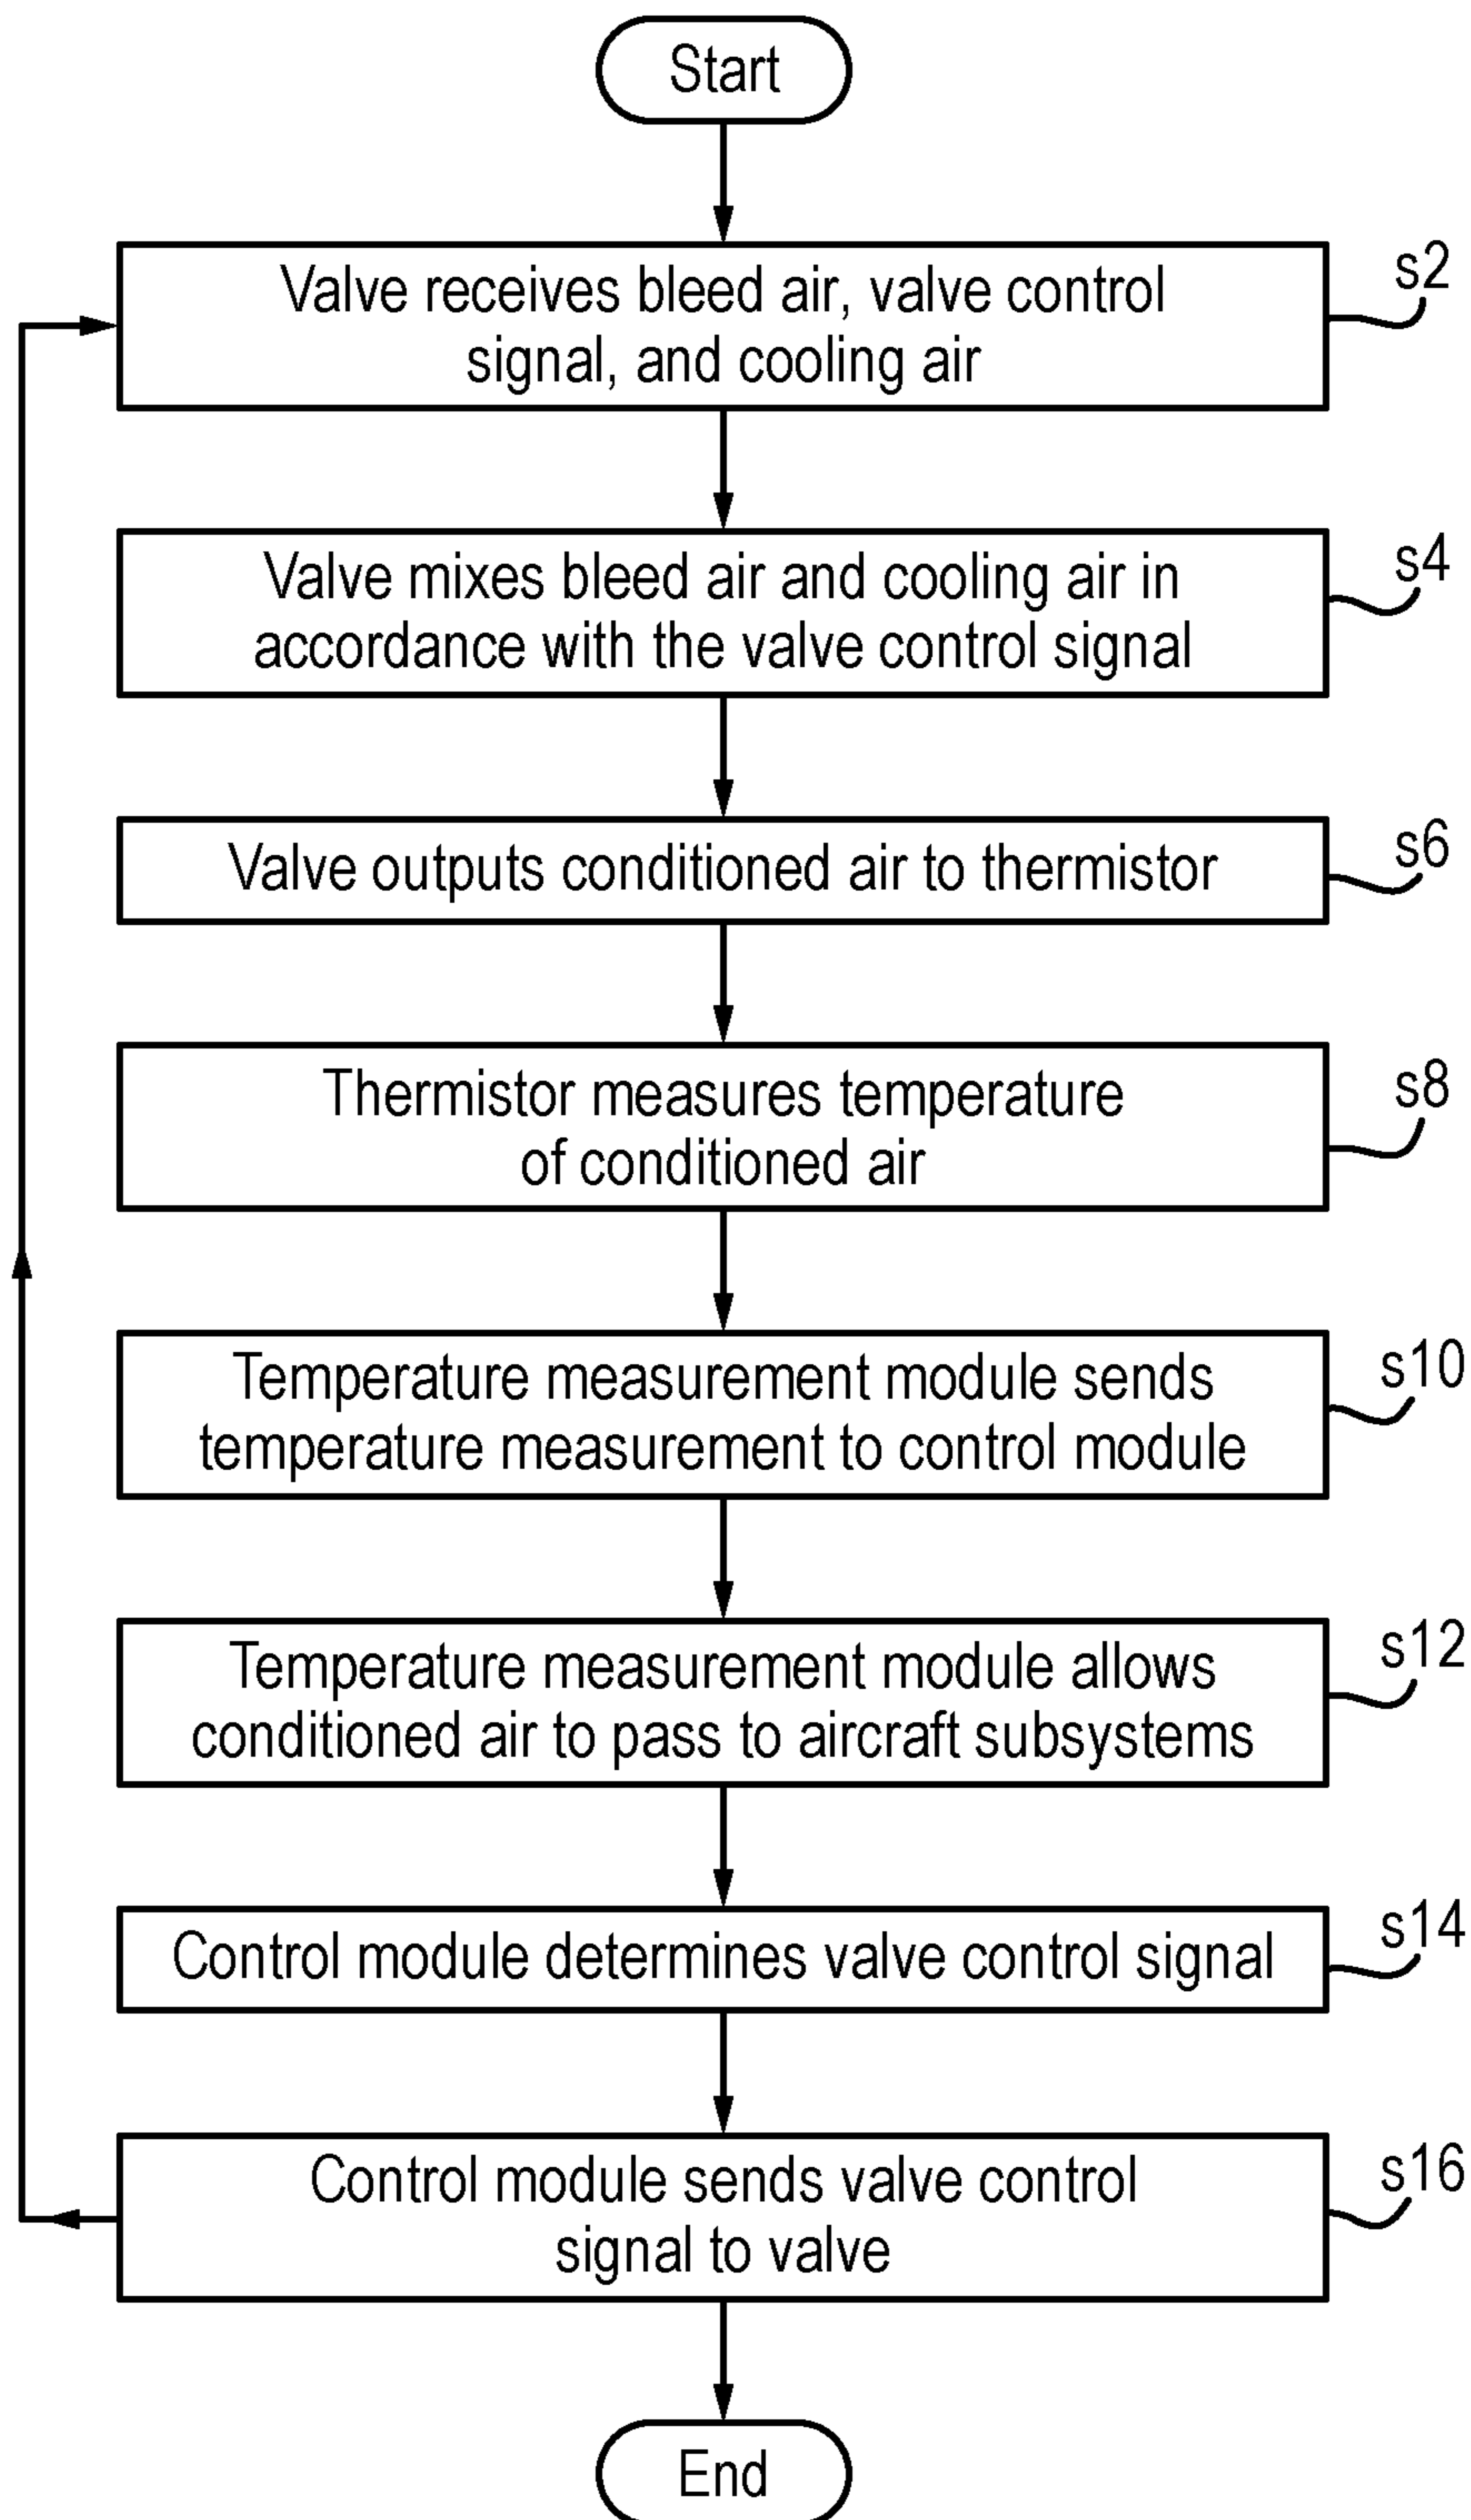 Start
Valve receives bleed air, valve control
signal, and cooling air
s2
Valve mixes bleed air and cooling air in
accordance with the valve control signal
s4
Valve outputs conditioned air to thermistor
s6
Thermistor measures temperature
of conditioned air
s8
Temperature measurement module sends
temperature measurement to control module
s10
Temperature measurement module allows
conditioned air to pass to aircraft subsystems
s12
Control module determines valve control signal
s14
Control module sends valve control
signal to valve
s16
End